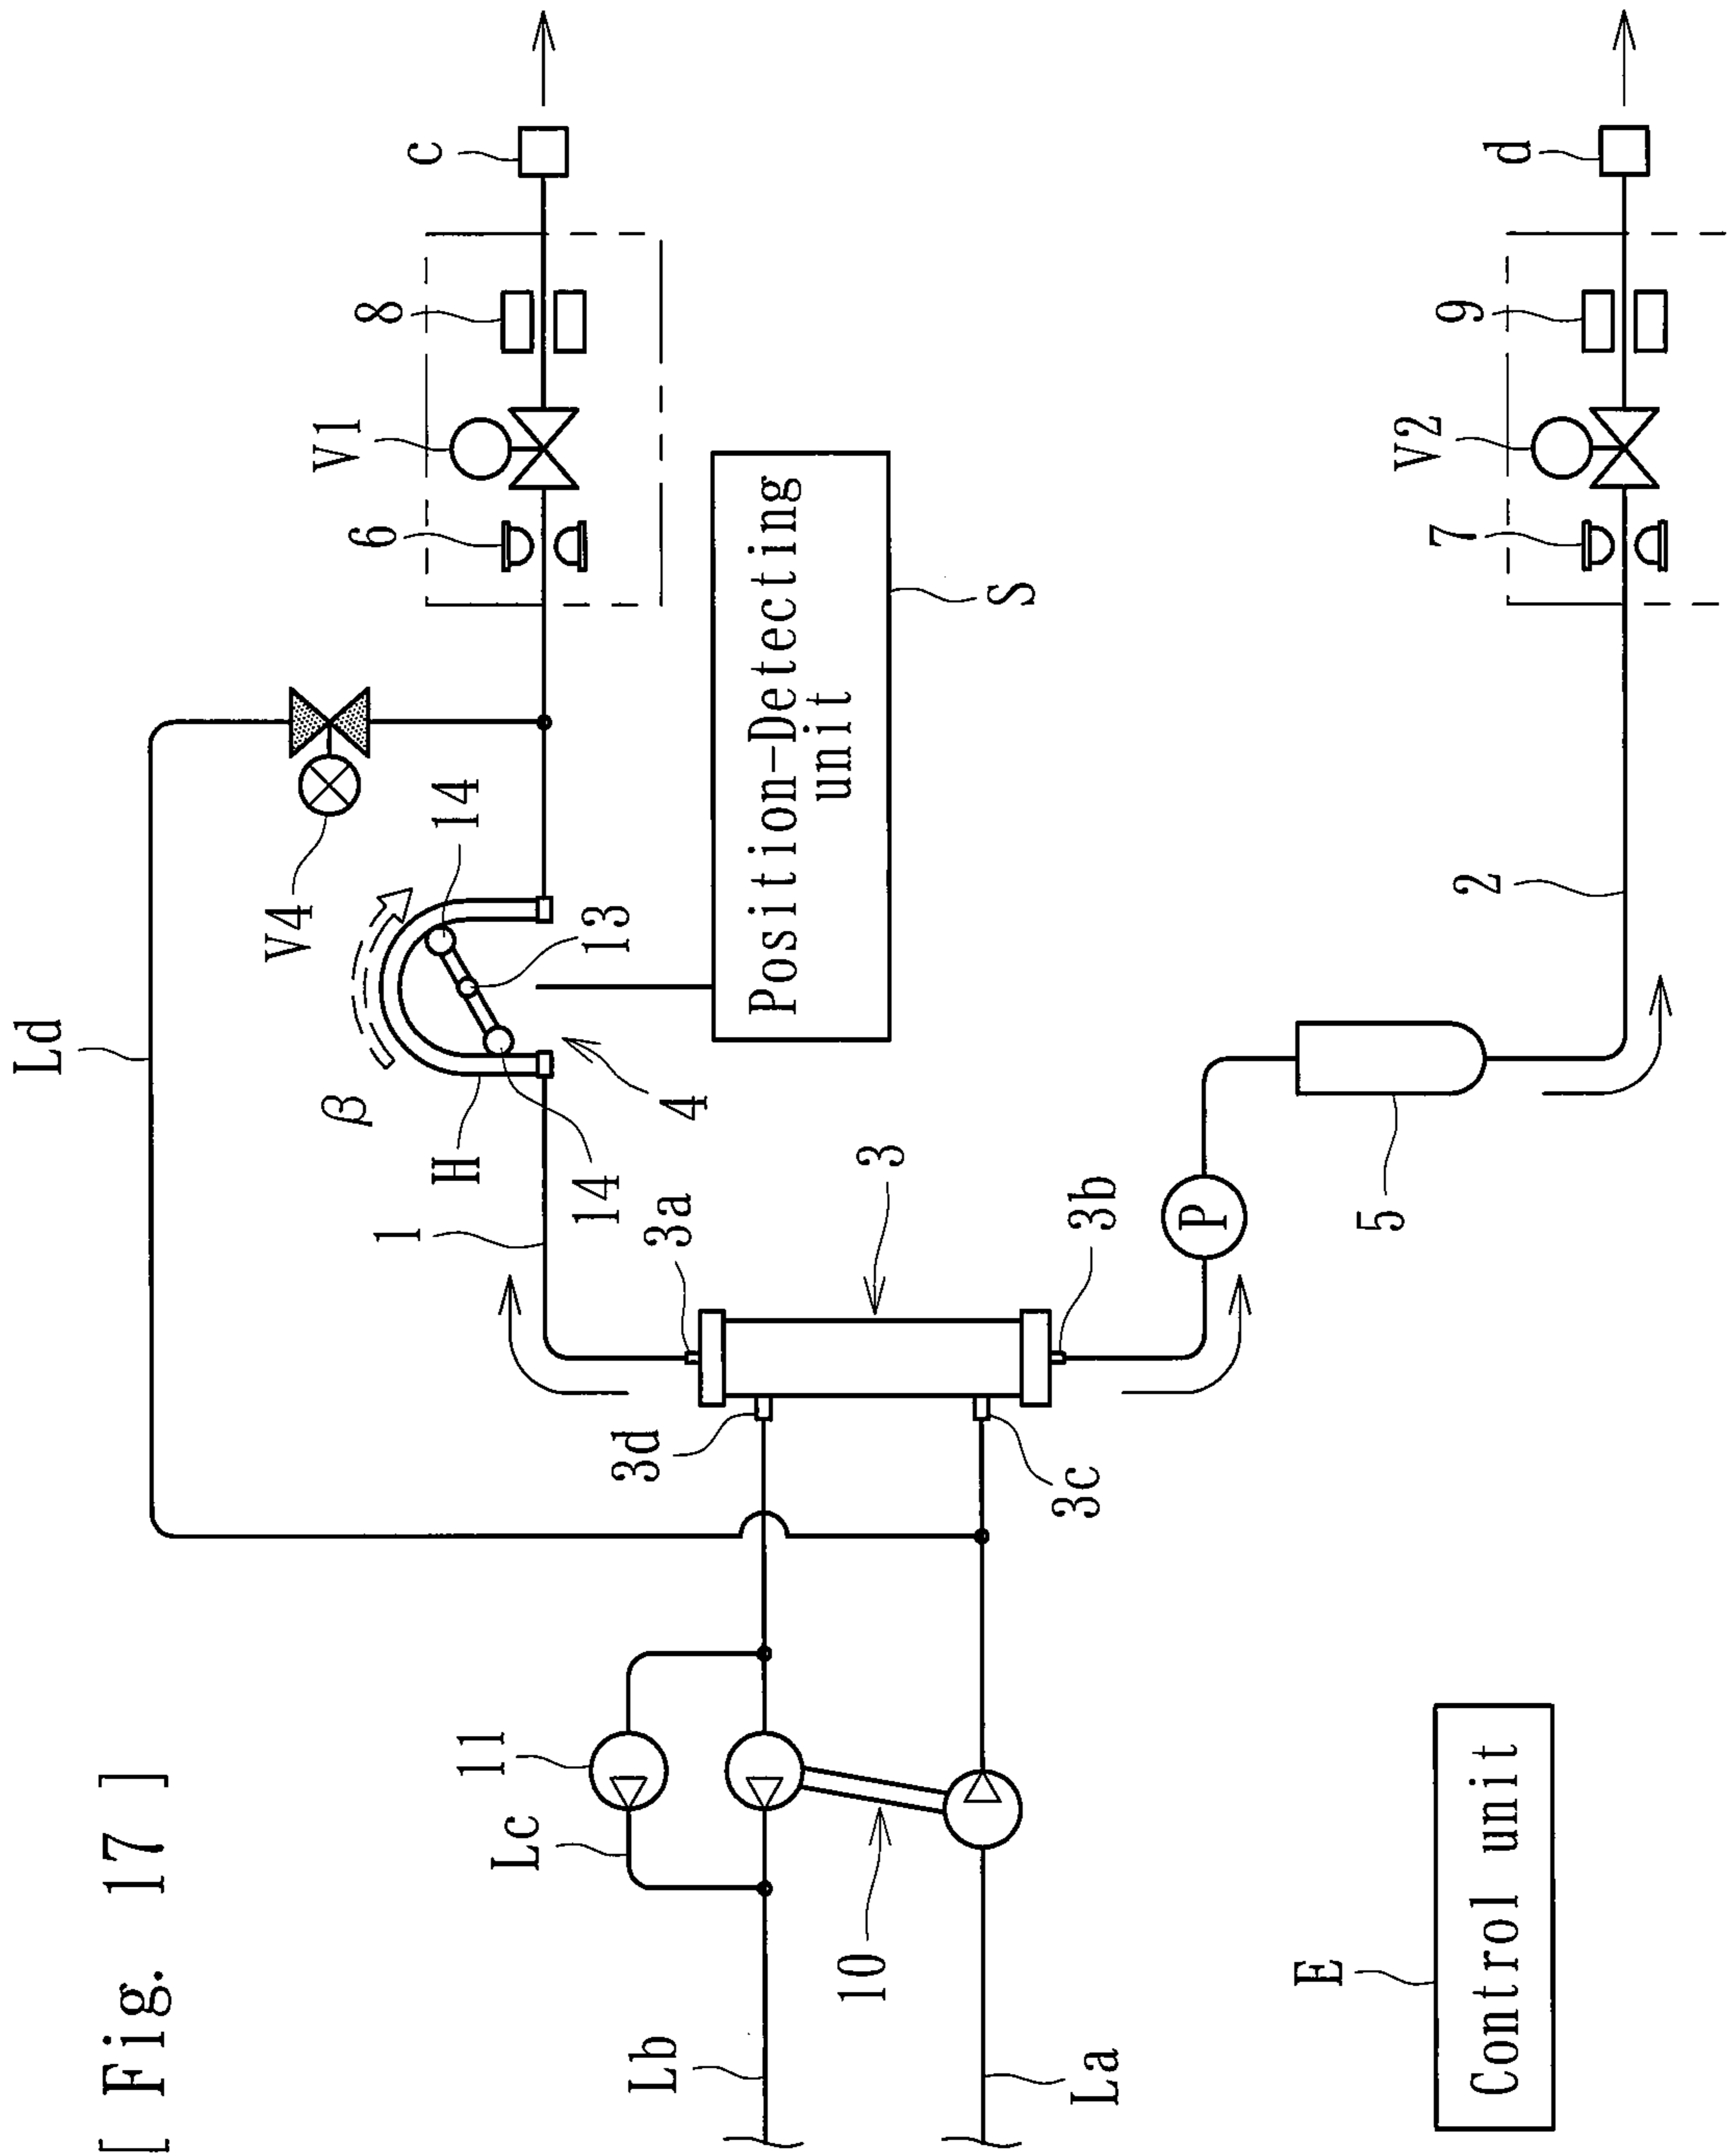 [ Fig. 17 ]
Ld
V4
β
H
14
14
13
4
1
3a
3
3b
3d
3c
V1
6
8
c
Position-Detecting
unit
S
11
Lc
10
Lb
La
P
5
2
V2
7
9
d
E
Control unit